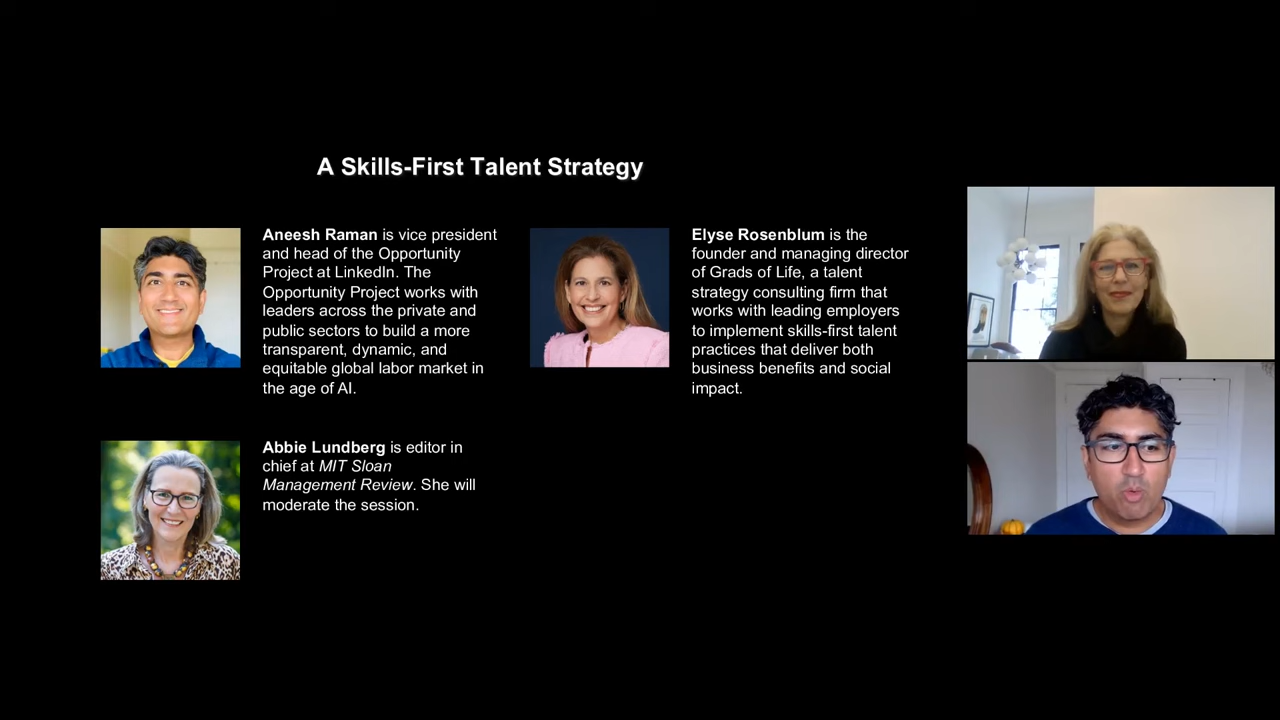 A Skills-First Talent Strategy
Aneesh Raman is vice president
and head of the Opportunity
Project at LinkedIn. The
Opportunity Project works with
leaders across the private and
public sectors to build a more
transparent, dynamic, and
equitable global labor market in
the age of AI.
Elyse Rosenblum is the
founder and managing director
of Grads of Life, a talent
strategy consulting firm that
works with leading employers
to implement skills-first talent
practices that deliver both
business benefits and social
impact.
Abbie Lundberg is editor in
chief at MIT Sloan
Management Review. She will
moderate the session.